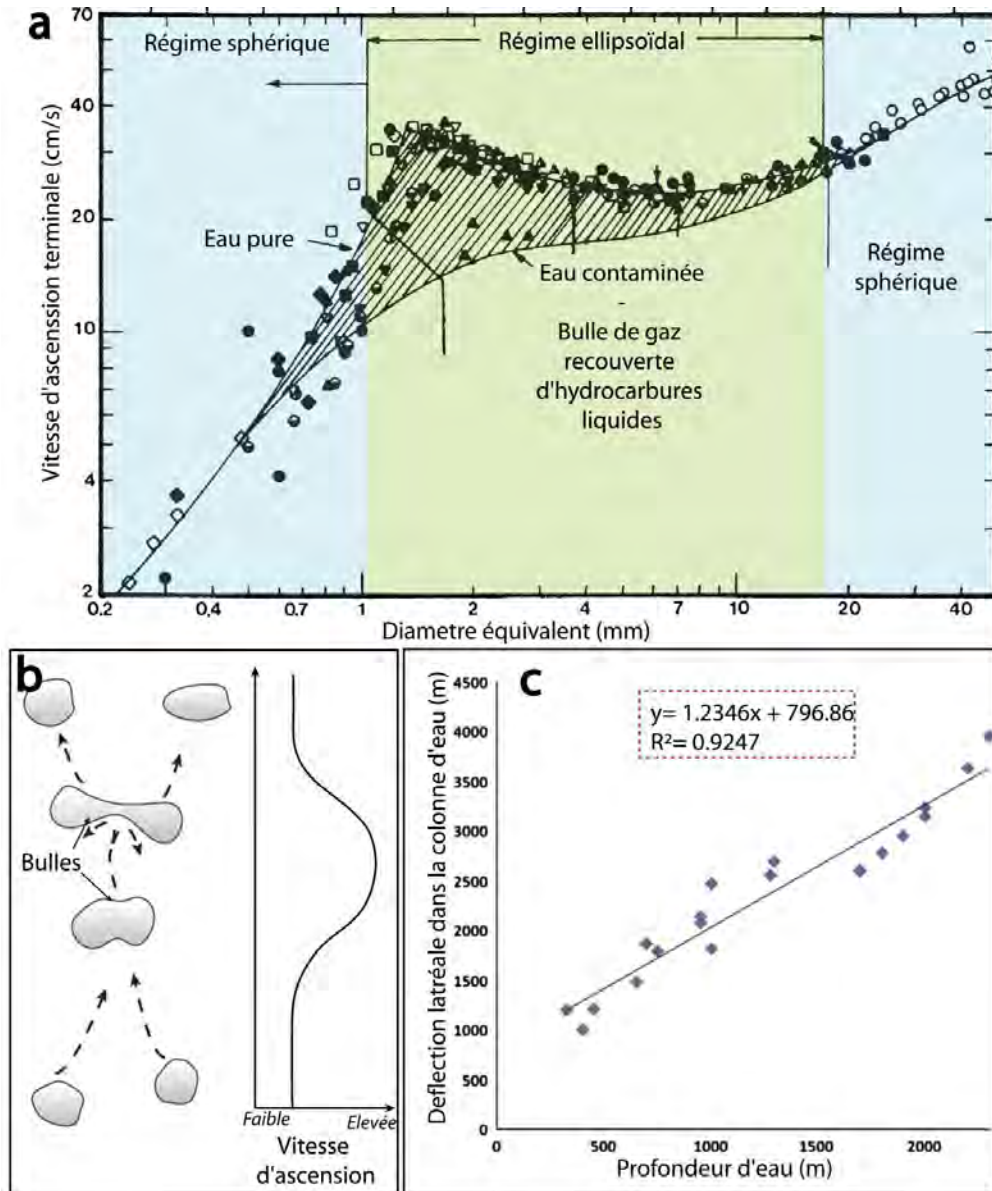 a
Régime sphérique
Régime ellipsoïdal
Vitesse d'ascenssion terminale (cm/s)
70
40
20
10
4
2
Eau pure
Eau contaminée
-
Bulle de gaz
recouverte
d'hydrocarbures
liquides
Régime
sphérique
0.2
0,4
0.7
1
2
4
7
10
20
40
Diametre équivalent (mm)
b
Bulles
Faible
Elevée
Vitesse
d'ascension
c
y= 1.2346x + 796.86
R²= 0.9247
Deflection latréale dans la colonne d'eau (m)
4500
4000
3500
3000
2500
2000
1500
1000
500
0
0
500
1000
1500
2000
Profondeur d'eau (m)